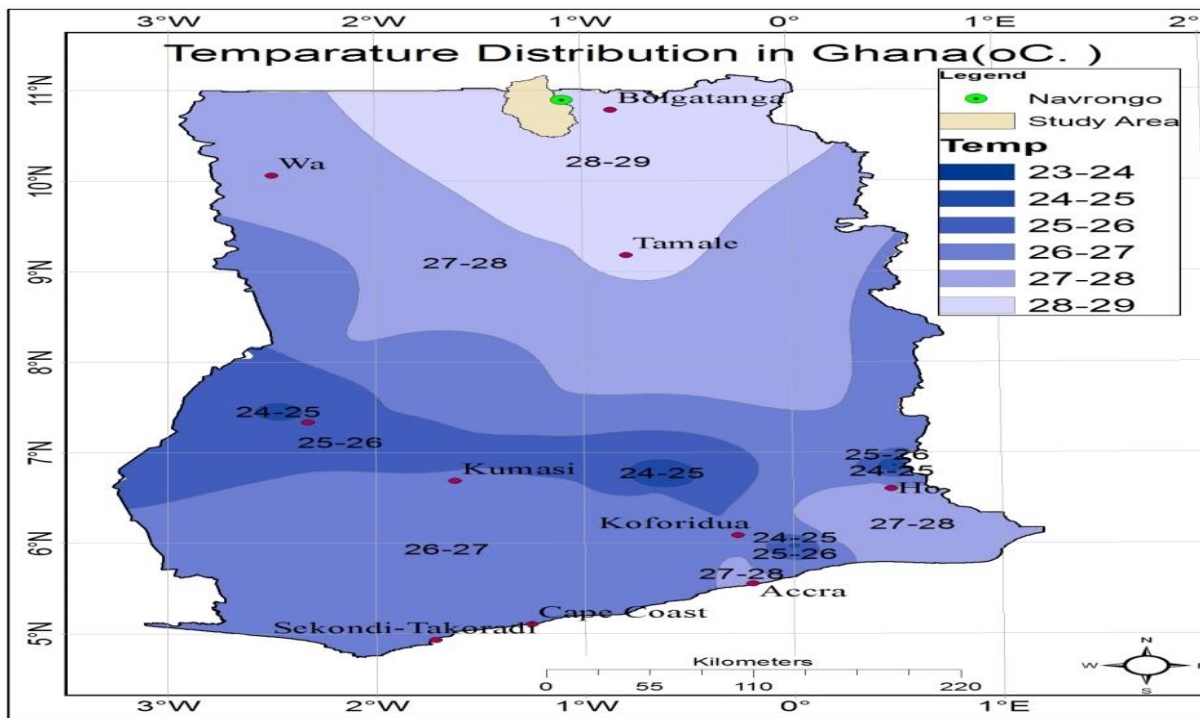 3°W 2°W 1°W 0° 1°E 2°
Temparature Distribution in Ghana(oC. )
Legend
Navrongo
Study Area
Temp
23-24
24-25
25-26
26-27
27-28
28-29
11°N
10°N
9°N
8°N
7°N
6°N
5°N
Bolgatanga
28-29
Wa
Tamale
27-28
24-25
25-26
Kumasi
24-25
25-26
24-25
Ho
27-28
Koforidua
24-25
25-26
26-27
27-28
Accra
Cape Coast
Sekondi-Takoradi
Kilometers
0 55 110 220
N
W
S
3°W 2°W 1°W 0° 1°E